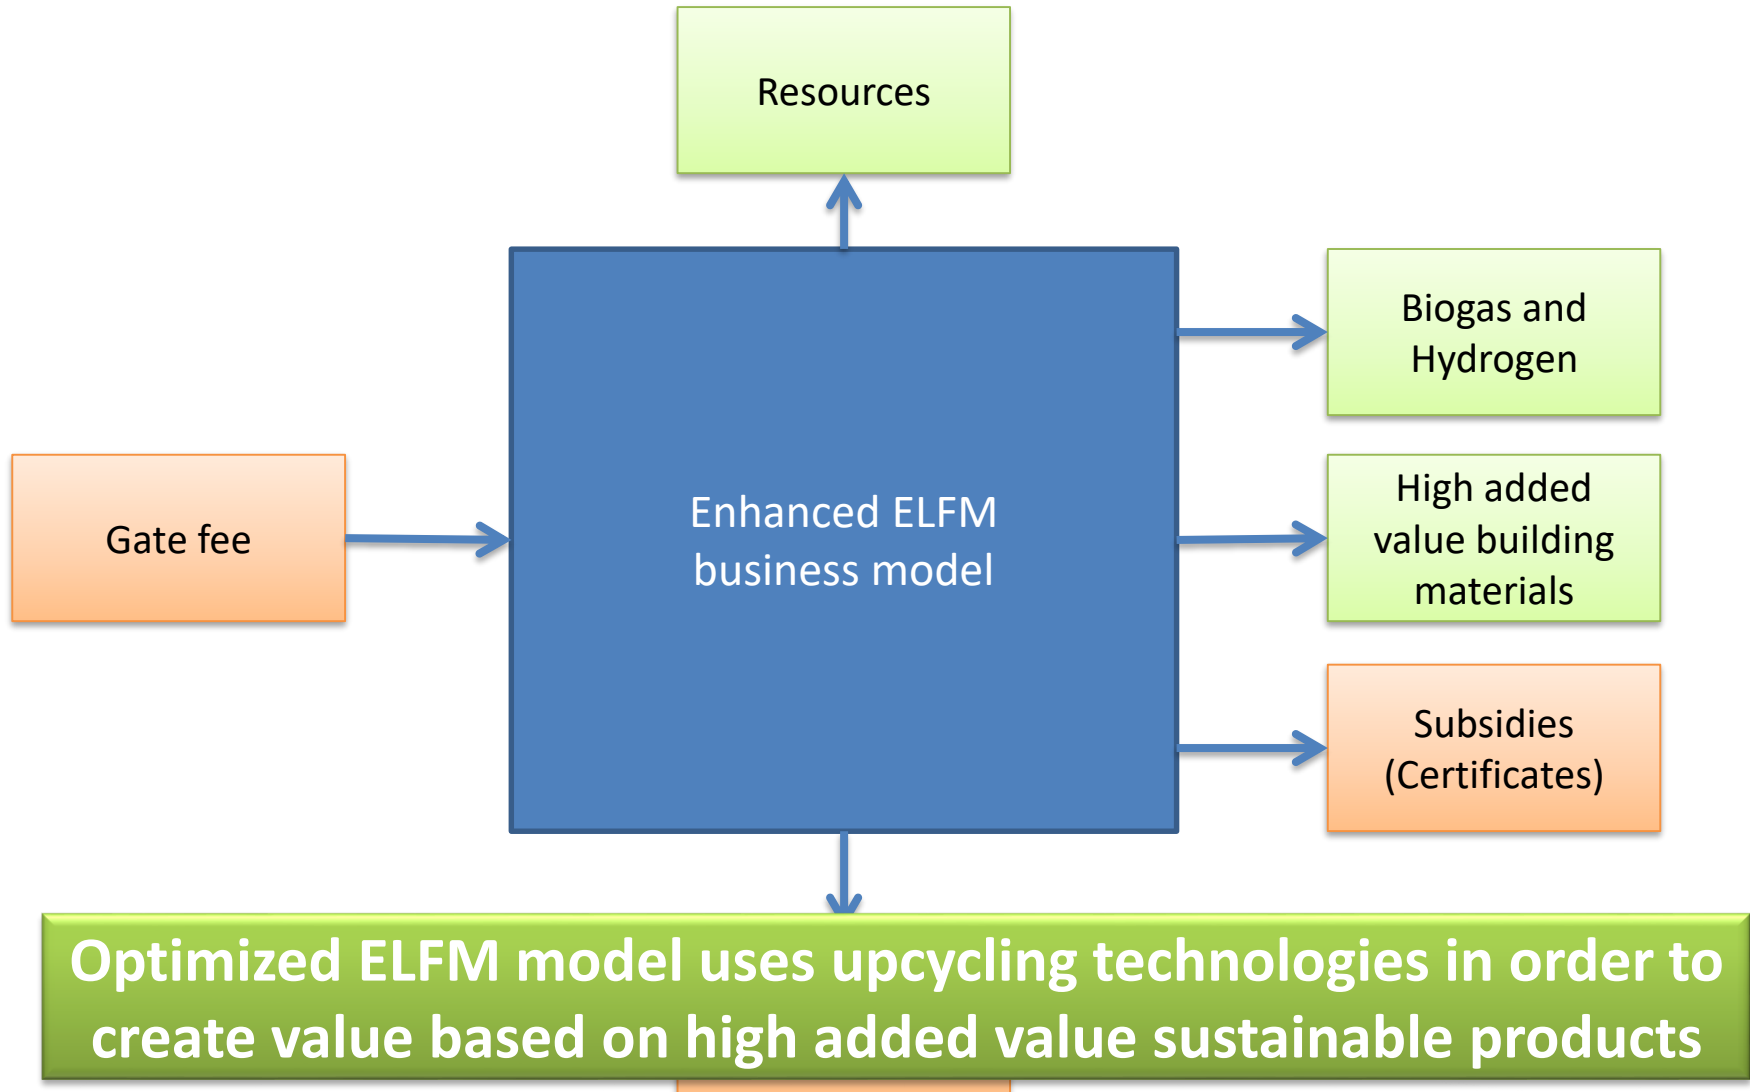 Resources
Biogas and
Hydrogen
Gate fee
Enhanced ELFM
business model
High added
value building
materials
Subsidies
(Certificates)
Optimized ELFM model uses upcycling technologies in order to
create value based on high added value sustainable products